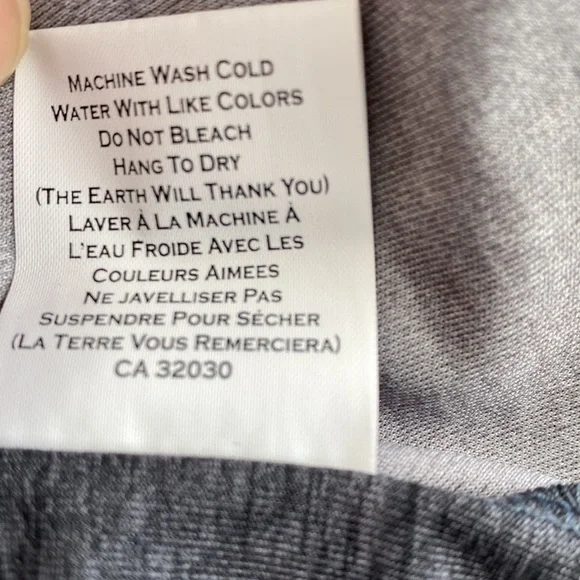 MACHINE WASH COLD
WATER WITH LIKE COLORS
DO NOT BLEACH
HANG TO DRY
(THE EARTH WILL THANK YOU)
LAVER À LA MACHINE À
L'EAU FROIDE AVEC LES
COULEURS AIMEES
NE JAVELLISER PAS
SUSPENDRE POUR SÉCHER
(LA TERRE VOUS REMERCIERA)
CA 32030